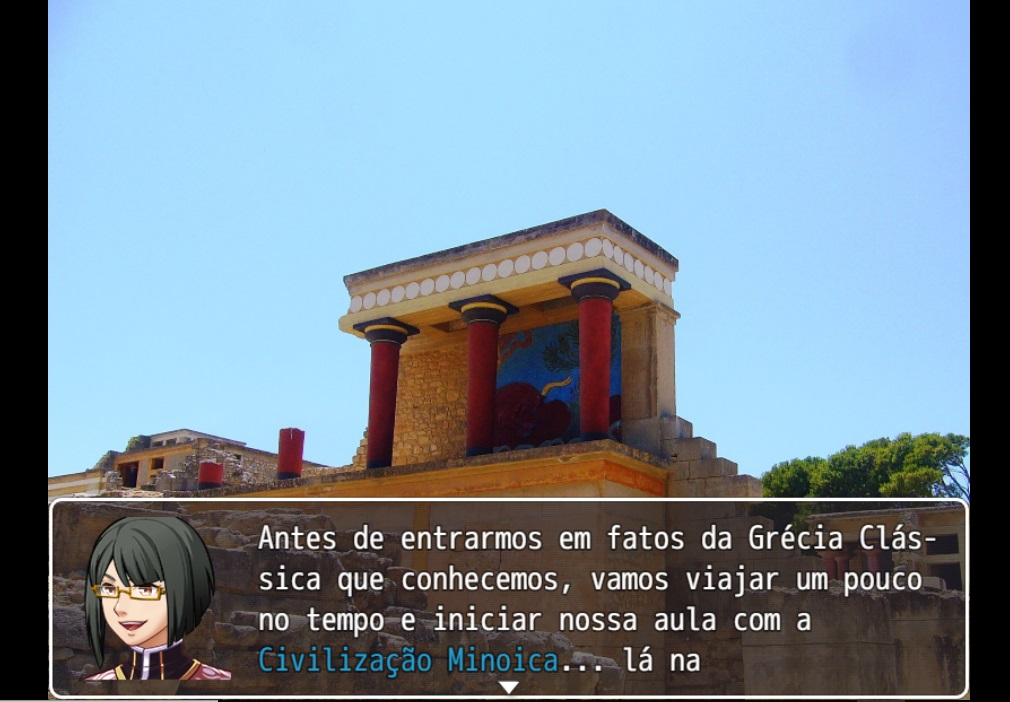 Antes de entrarmos em fatos da Grécia Clás-
sica que conhecemos, vamos viajar um pouco
no tempo e iniciar nossa aula com a
Civilização Minoica... lá na